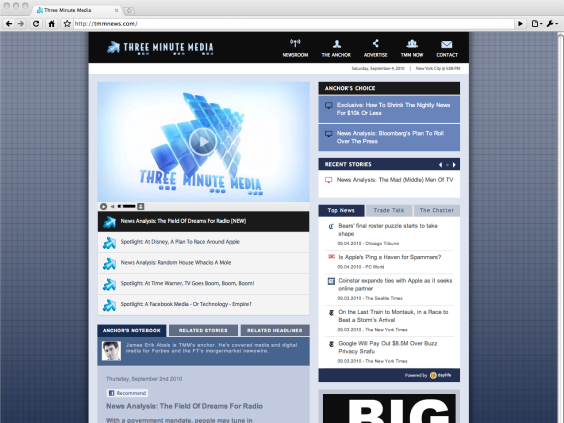 Three Minute Media
http://tmmnews.com/
THREE MINUTE MEDIA
NEWSROOM
THE ANCHOR
ADVERTISE
TMM NOW
CONTACT
Saturday, September 4, 2010 | New York City @ 5:56 PM
THREE MINUTE MEDIA
News Analysis: The Field Of Dreams For Radio [NEW]
Spotlight: At Disney, A Plan To Race Around Apple
News Analysis: Random House Whacks A Mole
Spotlight: At Time Warner, TV Goes Boom, Boom, Boom!
Spotlight: A Facebook Media - Or Technology - Empire?
ANCHOR'S NOTEBOOK
RELATED STORIES
RELATED HEADLINES
James Erik Abels is TMM's anchor. He's covered media and digital
media for Forbes and the FT's mergermarket newswire.
Thursday, September 2nd 2010
Recommend
News Analysis: The Field Of Dreams For Radio
With a government mandate, people may tune in
ANCHOR'S CHOICE
Exclusive: How To Shrink The Nightly News
For $10k Or Less
News Analysis: Bloomberg's Plan To Roll
Over The Press
RECENT STORIES
News Analysis: The Mad (Middle) Men Of TV
Top News
Trade Talk
The Chatter
Bears' final roster puzzle starts to take
shape
09.04.2010 - Chicago Tribune
Is Apple's Ping a Haven for Spammers?
09.04.2010 - PC World
Coinstar expands ties with Apple as it seeks
online partner
09.03.2010 - The Seattle Times
On the Last Train to Montauk, in a Race to
Beat a Storm's Arrival
09.03.2010 - The New York Times
Google Will Pay Out $8.5M Over Buzz
Privacy Snafu
09.03.2010 - The New York Times
Powered by daylife
BIG